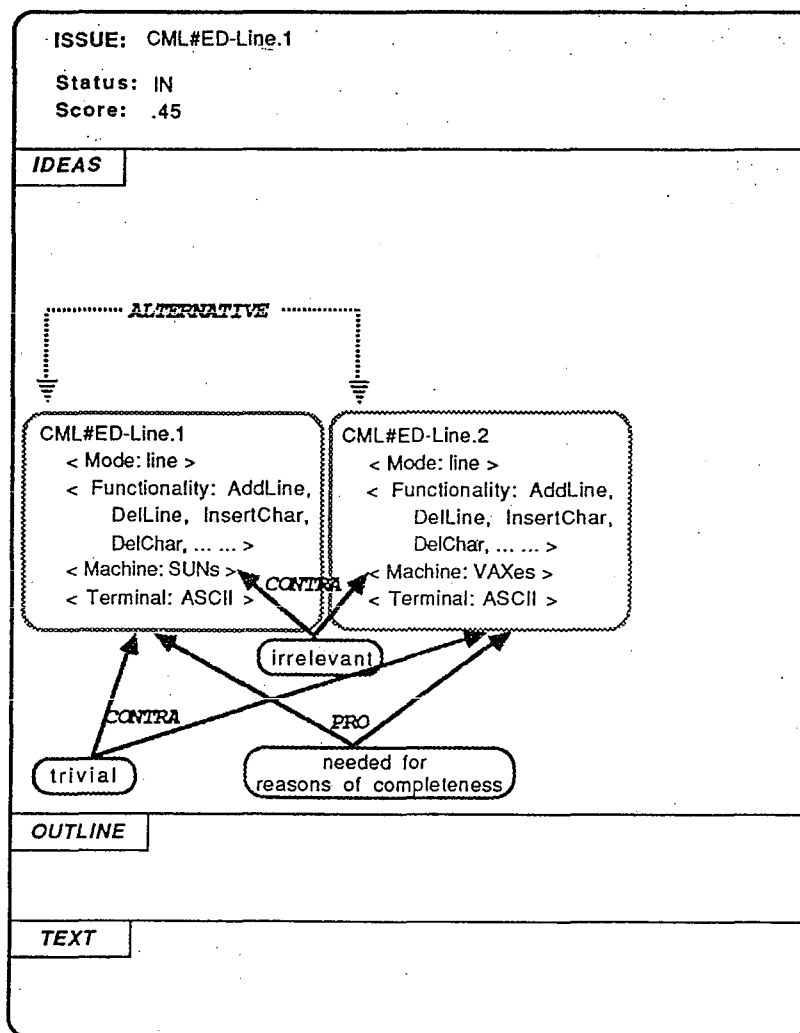 ISSUE: CML#ED-Line.1
Status: IN
Score: .45
IDEAS
ALTERNATIVE
CML#ED-Line.1
< Mode: line >
< Functionality: AddLine,
DelLine, InsertChar,
DelChar, ... ... >
< Machine: SUNs >
< Terminal: ASCII >
CML#ED-Line.2
< Mode: line >
< Functionality: AddLine,
DelLine, InsertChar,
DelChar, ... ... >
< Machine: VAXes >
< Terminal: ASCII >
CONTRA
irrelevant
CONTRA
PRO
trivial
needed for
reasons of completeness
OUTLINE
TEXT